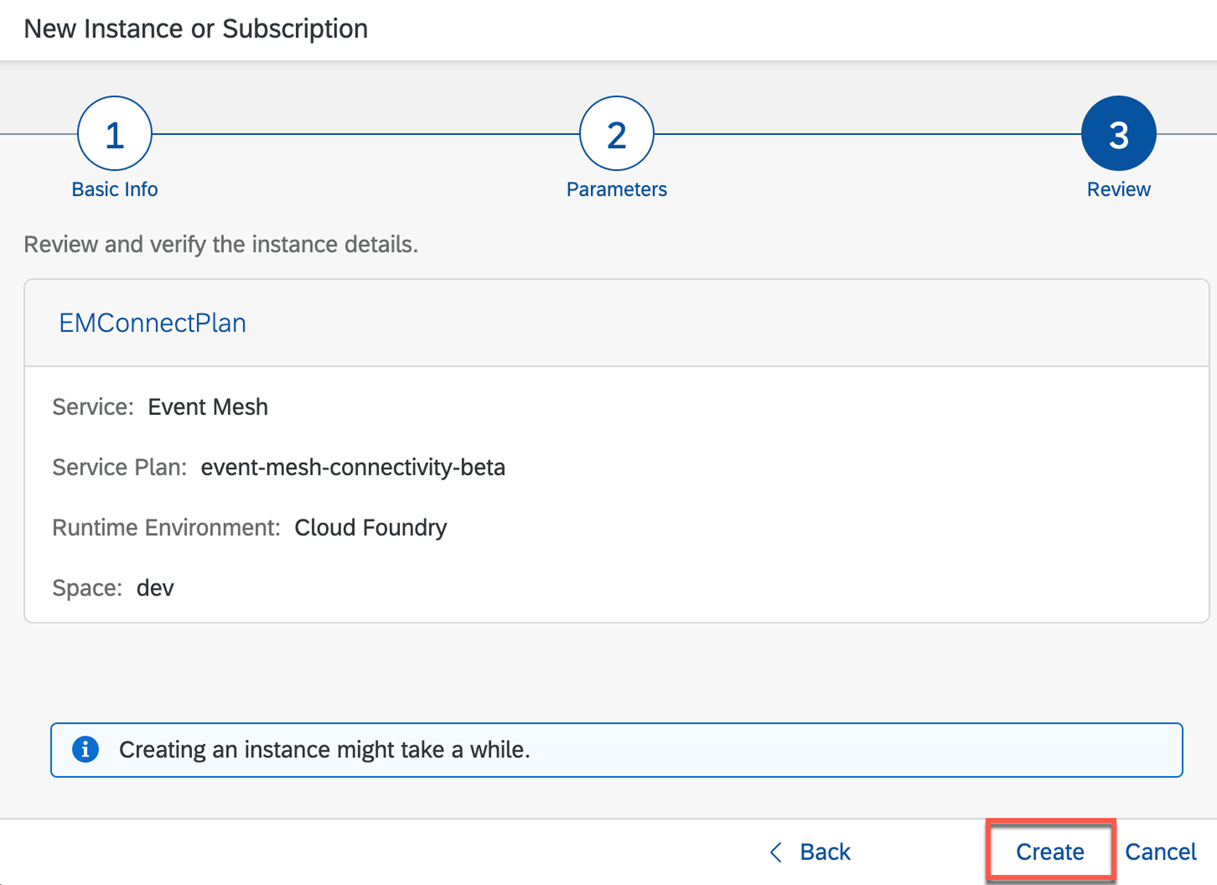 New Instance or Subscription
1
2
3
Basic Info
Parameters
Review
Review and verify the instance details.
EMConnectPlan
Service: Event Mesh
Service Plan: event-mesh-connectivity-beta
Runtime Environment: Cloud Foundry
Space: dev
Creating an instance might take a while.
Back
Create
Cancel